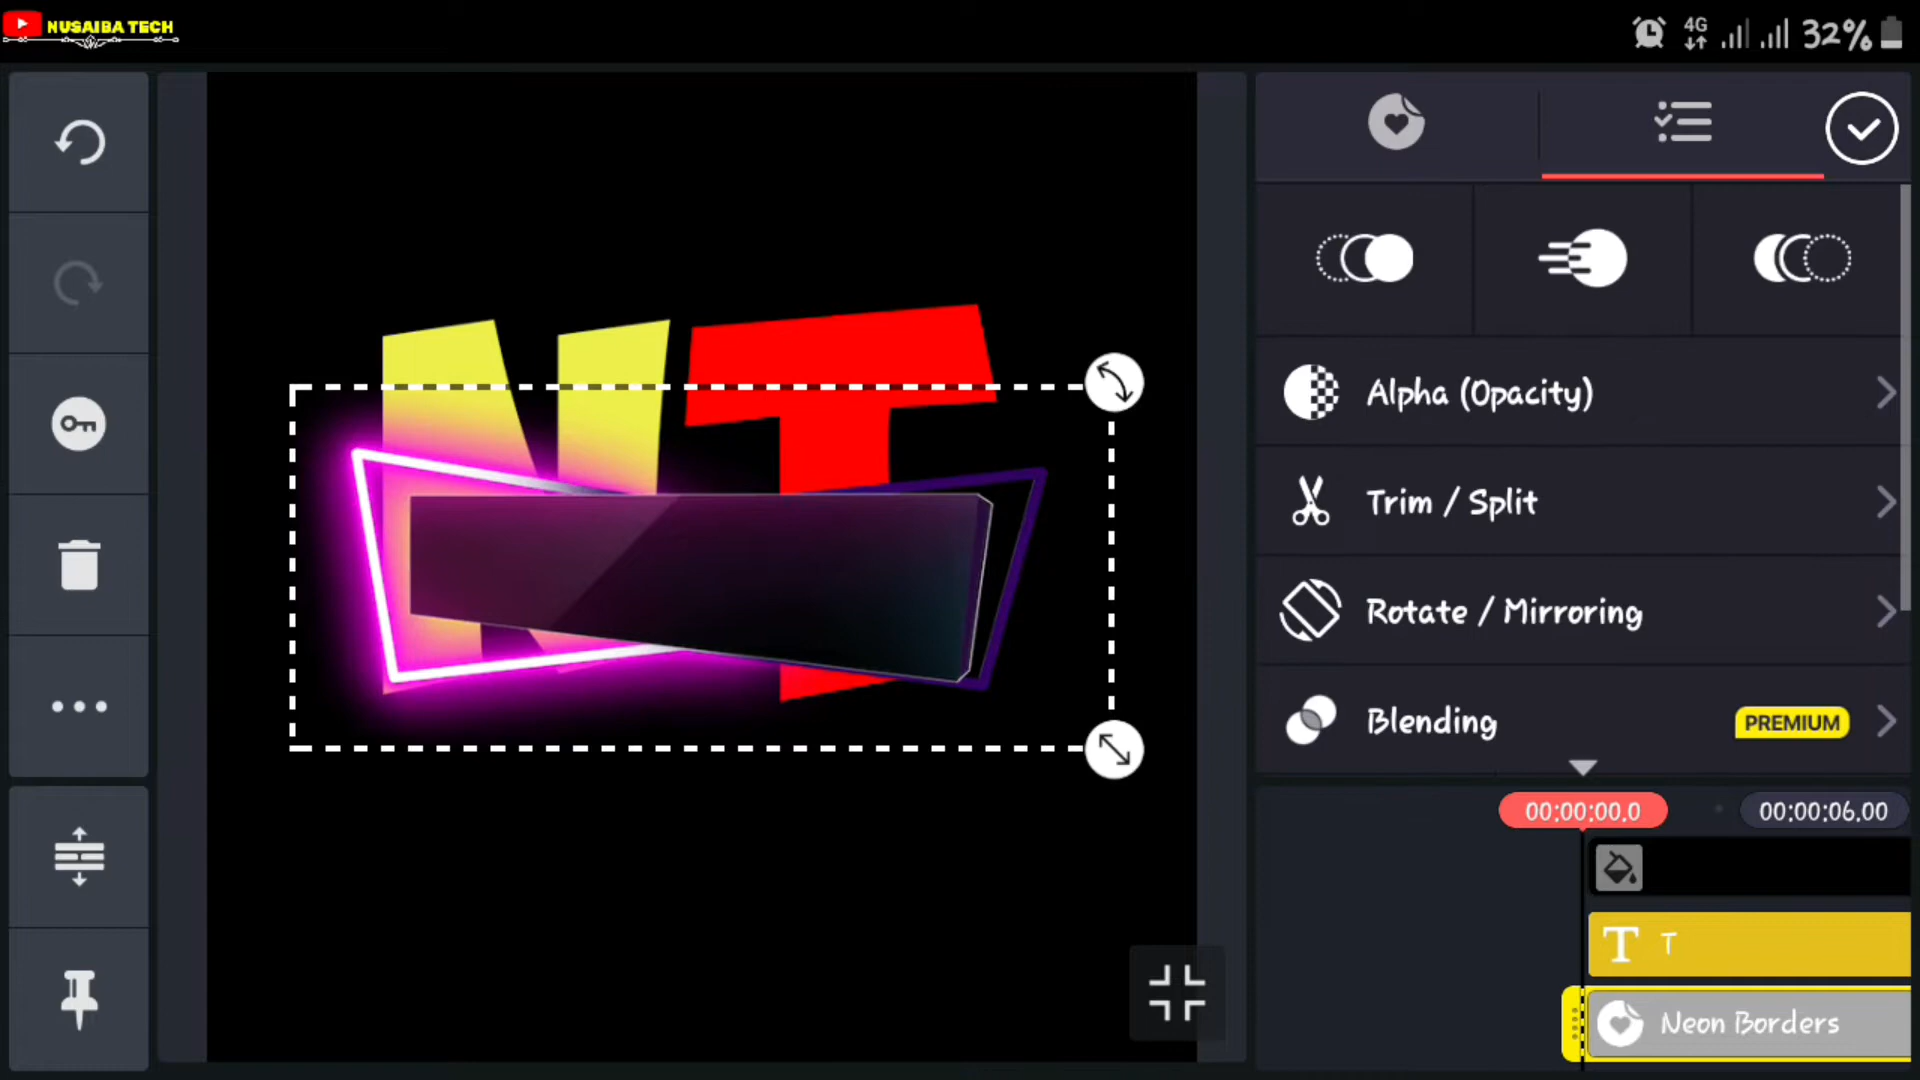 NUSAIBA TECH
4G
32%
NT
Alpha (Opacity)
Trim / Split
Rotate / Mirroring
Blending
PREMIUM
00:00:00.0
00:00:06.00
T T
Neon Borders